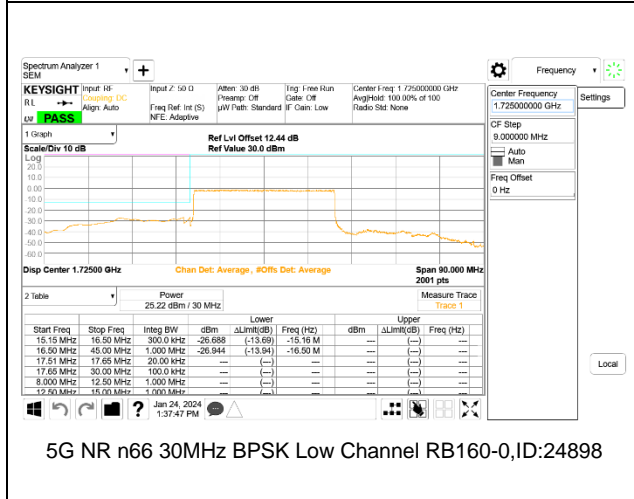 Spectrum Analyzer 1
SEM
Frequency
KEYSIGHT
RL
PASS
Input: RF
Coupling: DC
Align: Auto
Input Z: 50 Ω
Freq Ref: Int (S)
NFE: Adaptive
Atten: 30 dB
Preamp: Off
µW Path: Standard
Trig: Free Run
Gate: Off
IF Gain: Low
Center Freq: 1.725000000 GHz
Avg|Hold: 100.00% of 100
Radio Std: None
Center Frequency
1.725000000 GHz
Settings
CF Step
9.000000 MHz
Auto
Man
Freq Offset
0 Hz
Local
1 Graph
Scale/Div 10 dB
Ref Lvl Offset 12.44 dB
Ref Value 30.0 dBm
Log
20.0
10.0
0.00
-10.0
-20.0
-30.0
-40.0
-50.0
-60.0
Disp Center 1.72500 GHz
Chan Det: Average, #Offs Det: Average
Span 90.000 MHz
2001 pts
2 Table
Power
25.22 dBm / 30 MHz
Measure Trace
Trace 1
Lower Upper
Start Freq Stop Freq Integ BW dBm ΔLimit(dB) Freq (Hz) dBm ΔLimit(dB) Freq (Hz)
15.15 MHz 16.50 MHz 300.0 kHz -26.688 (-13.69) -15.16 M --- (---) ---
16.50 MHz 45.00 MHz 1.000 MHz -26.944 (-13.94) -16.50 M --- (---) ---
17.51 MHz 17.65 MHz 20.00 kHz --- (---) --- --- (---) ---
17.65 MHz 30.00 MHz 100.0 kHz --- (---) --- --- (---) ---
8.000 MHz 12.50 MHz 1.000 MHz --- (---) --- --- (---) ---
12.50 MHz 15.00 MHz 1.000 MHz --- (---) --- --- (---) ---
Jan 24, 2024
1:37:47 PM
5G NR n66 30MHz BPSK Low Channel RB160-0,ID:24898